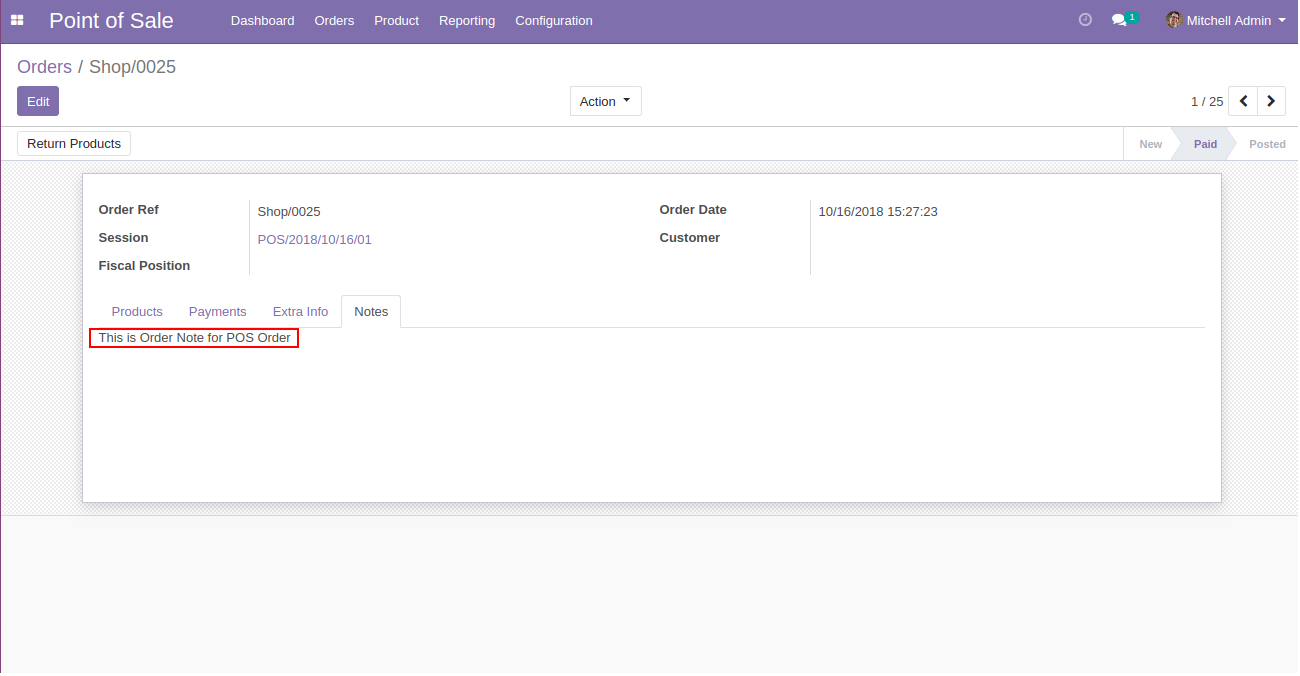 Point of Sale Dashboard Orders Product Reporting Configuration 1 Mitchell Admin
Orders / Shop/0025
Edit Action 1 / 25
Return Products New Paid Posted
Order Ref Shop/0025 Order Date 10/16/2018 15:27:23
Session POS/2018/10/16/01 Customer
Fiscal Position
Products Payments Extra Info Notes
This is Order Note for POS Order